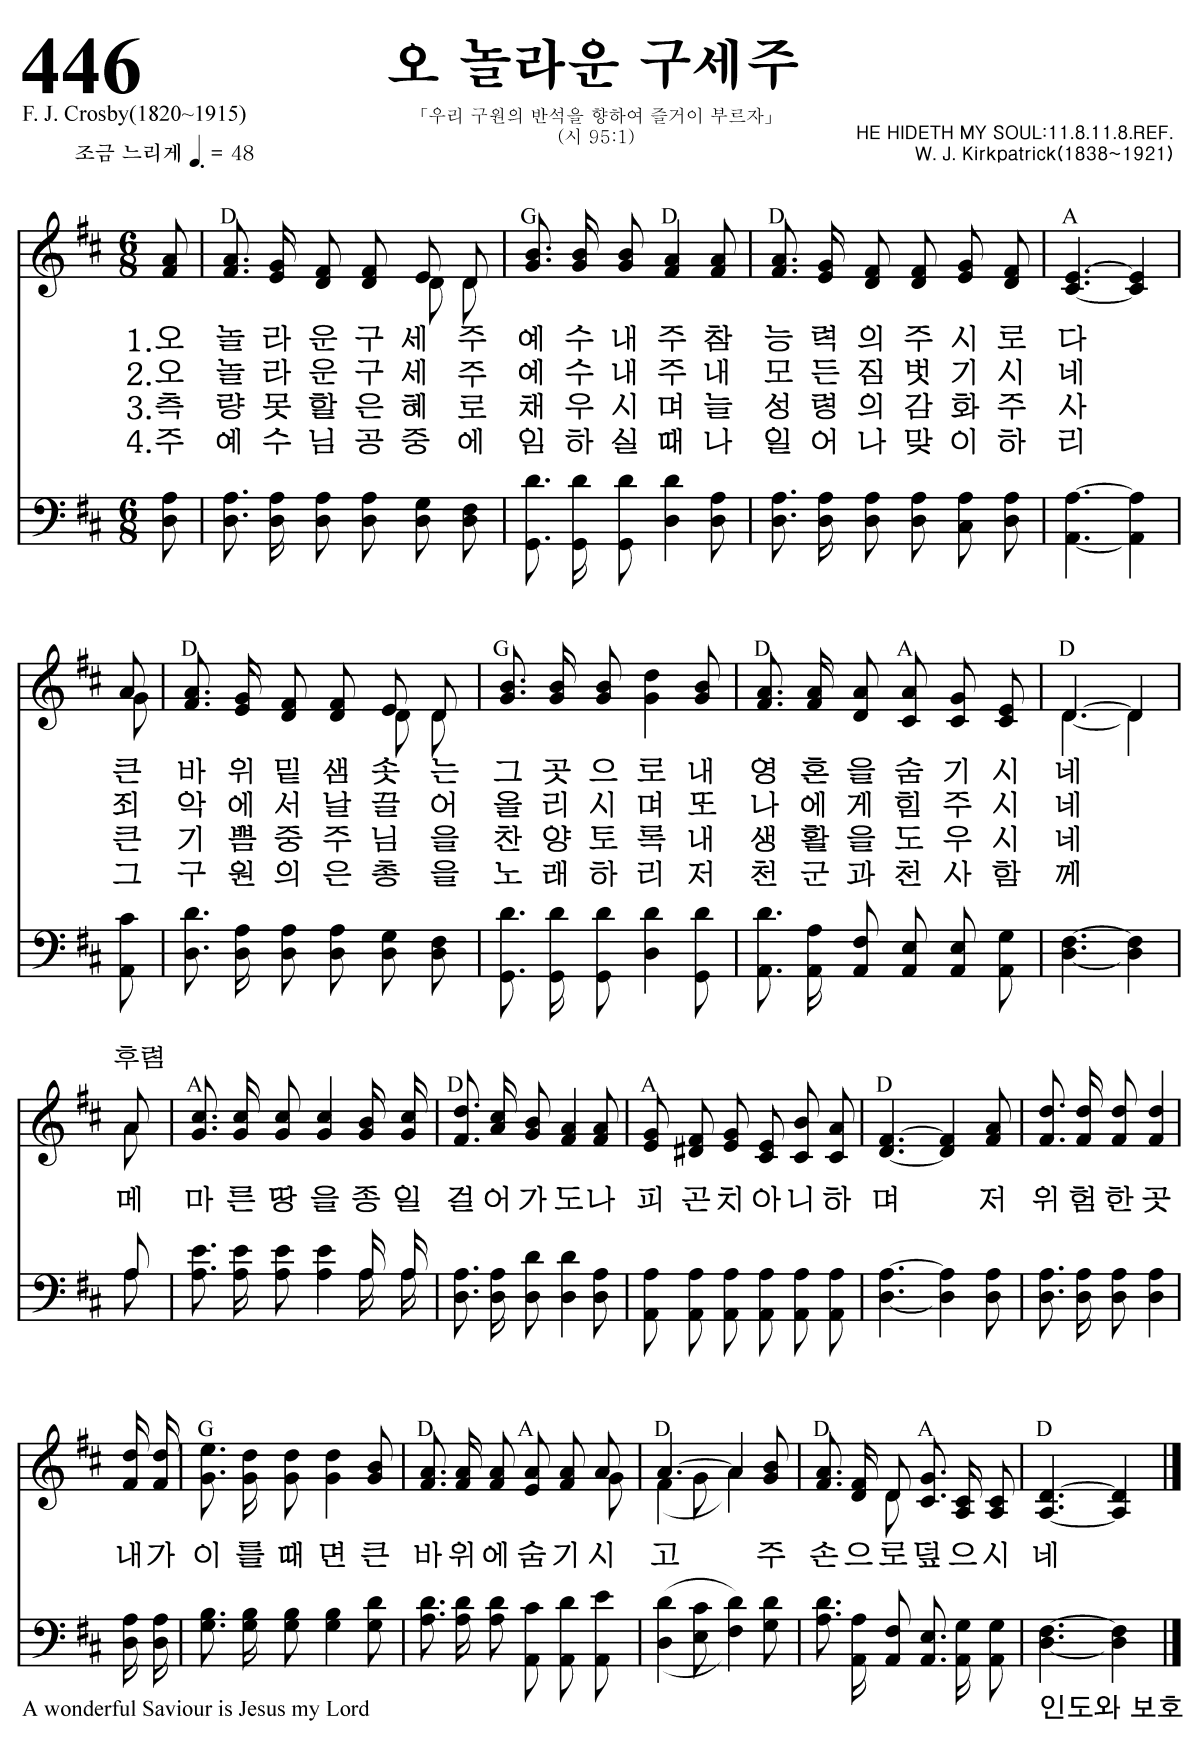 446
오 놀라운 구세주
F. J. Crosby(1820~1915)
「우리 구원의 반석을 향하여 즐거이 부르자」
(시 95:1)
조금 느리게 ♩. = 48
HE HIDETH MY SOUL:11.8.11.8.REF.
W. J. Kirkpatrick(1838~1921)
D G D D A
6 8
1.오 놀 라 운 구 세 주 예 수 내 주 참 능 력 의 주 시 로 다
2.오 놀 라 운 구 세 주 예 수 내 주 내 모 든 짐 벗 기 시 네
3.측 량 못 할 은 혜 로 채 우 시 며 늘 성 령 의 감 화 주 사
4.주 예 수 님 공 중 에 임 하 실 때 나 일 어 나 맞 이 하 리
6 8
D G D A D
큰 바 위 밑 샘 솟 는 그 곳 으 로 내 영 혼 을 숨 기 시 네
죄 악 에 서 날 끌 어 올 리 시 며 또 나 에 게 힘 주 시 네
큰 기 쁨 중 주 님 을 찬 양 토 록 내 생 활 을 도 우 시 네
그 구 원 의 은 총 을 노 래 하 리 저 천 군 과 천 사 함 께
후렴
A D A D
메 마 른 땅 을 종 일 걸 어 가 도 나 피 곤 치 아 니 하 며 저 위 험 한 곳
G D A D D A D
내 가 이 를 때 면 큰 바 위 에 숨 기 시 고 주 손 으 로 덮 으 시 네
A wonderful Saviour is Jesus my Lord
인도와 보호